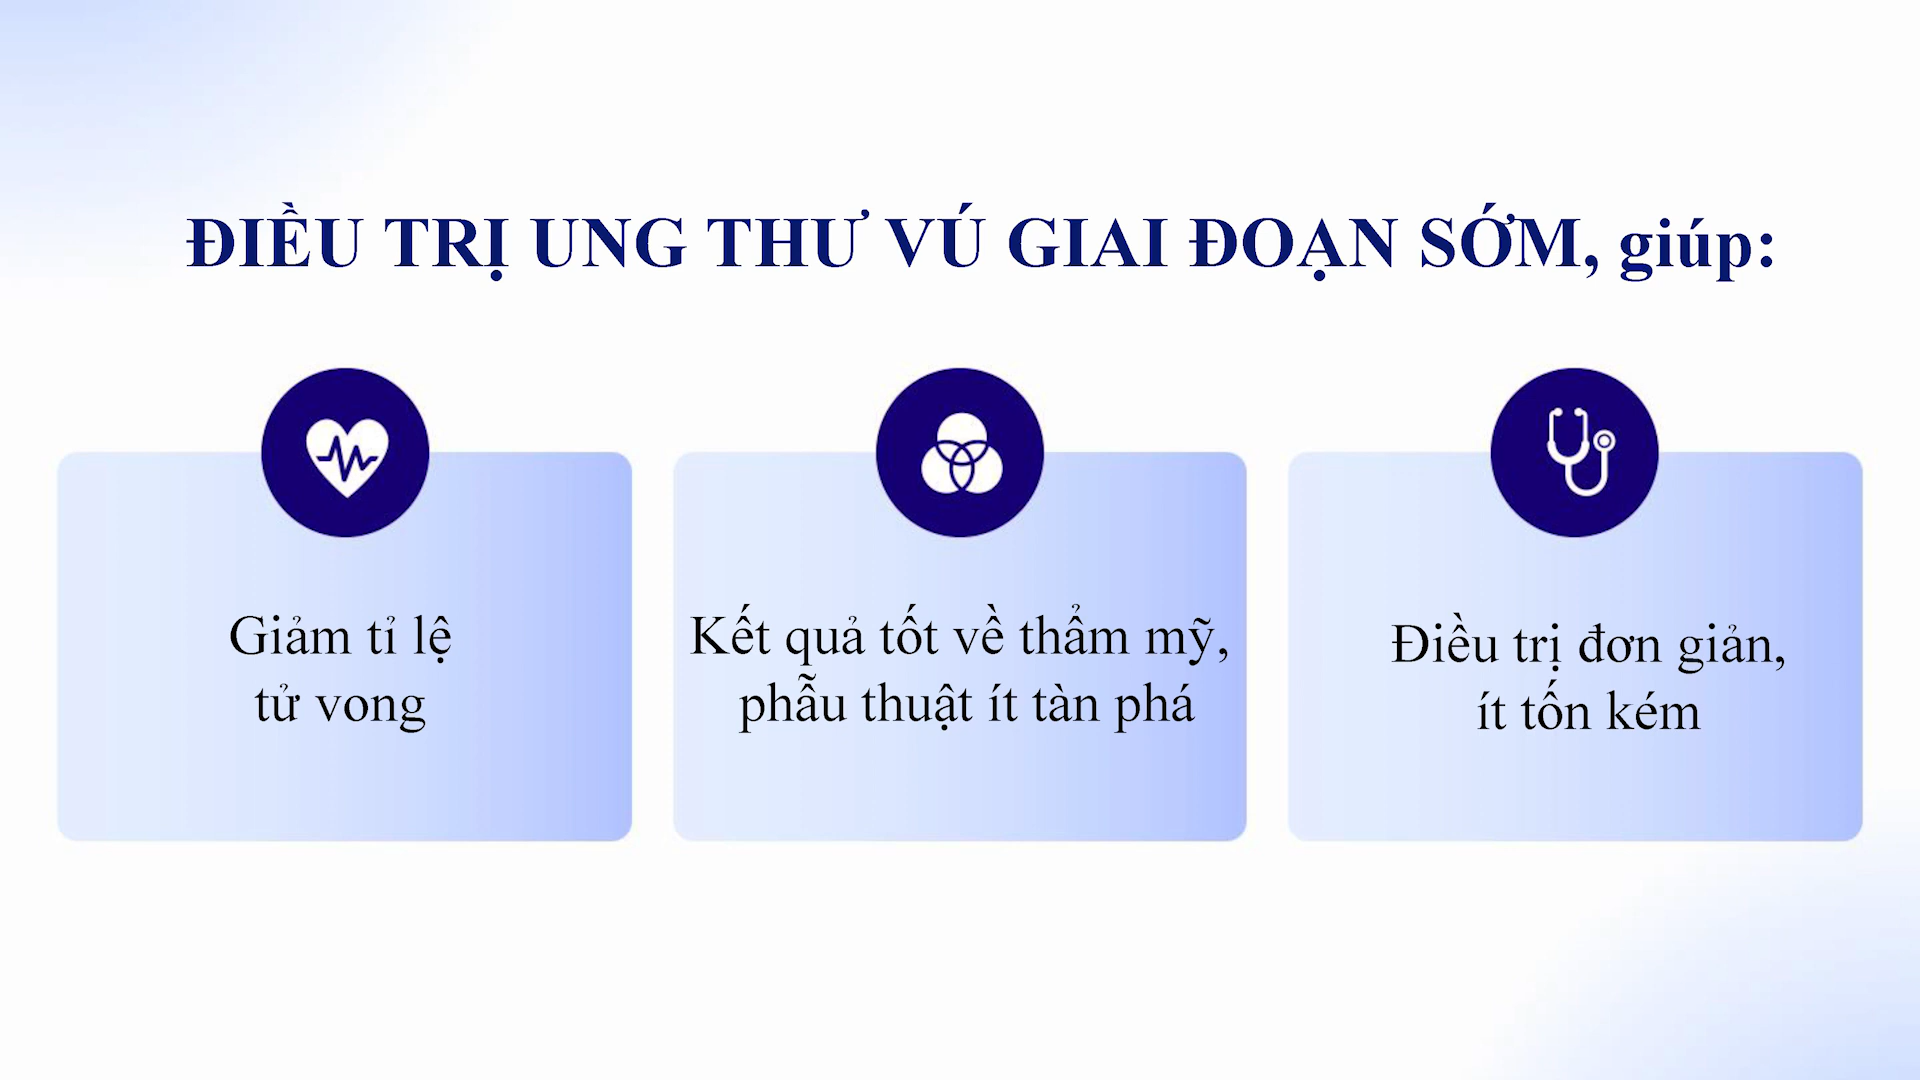 ĐIỀU TRỊ UNG THƯ VÚ GIAI ĐOẠN SỚM, giúp:
Giảm tỉ lệ
tử vong
Kết quả tốt về thẩm mỹ,
phẫu thuật ít tàn phá
Điều trị đơn giản,
ít tốn kém